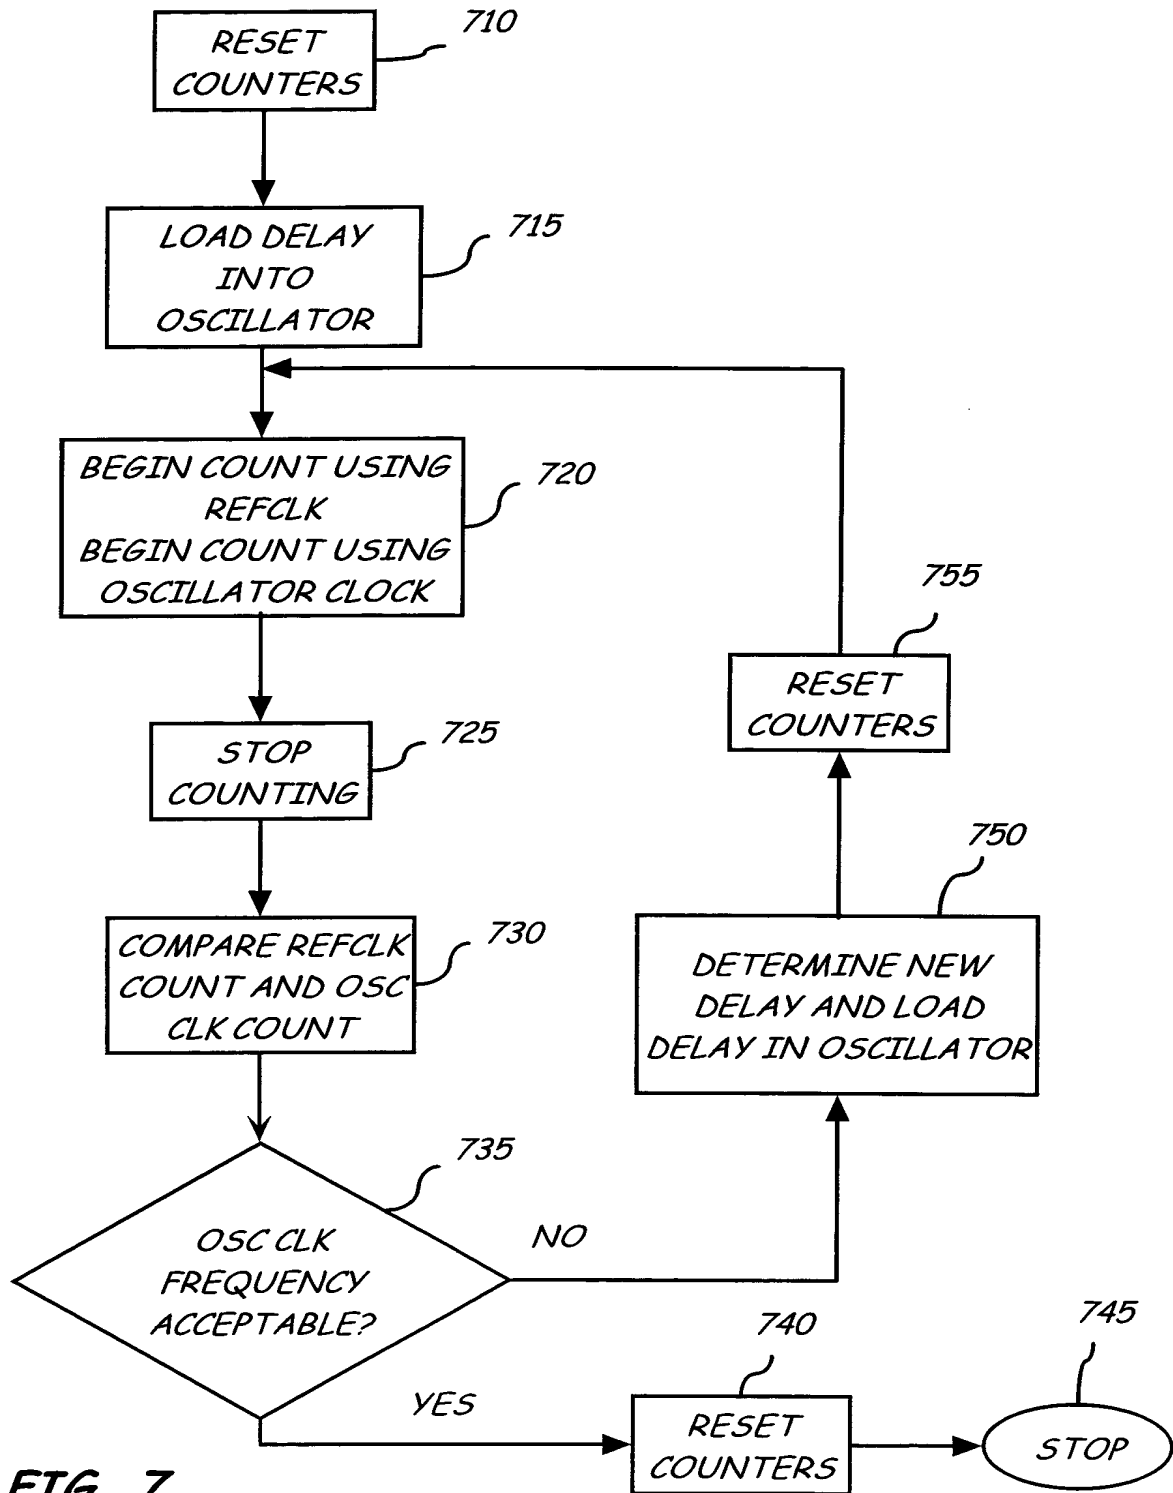 RESET
COUNTERS
710
LOAD DELAY
INTO
OSCILLATOR
715
BEGIN COUNT USING
REFCLK
BEGIN COUNT USING
OSCILLATOR CLOCK
720
STOP
COUNTING
725
COMPARE REFCLK
COUNT AND OSC
CLK COUNT
730
OSC CLK
FREQUENCY
ACCEPTABLE?
735
NO
DETERMINE NEW
DELAY AND LOAD
DELAY IN OSCILLATOR
750
RESET
COUNTERS
755
YES
RESET
COUNTERS
740
STOP
745
FIG. 7